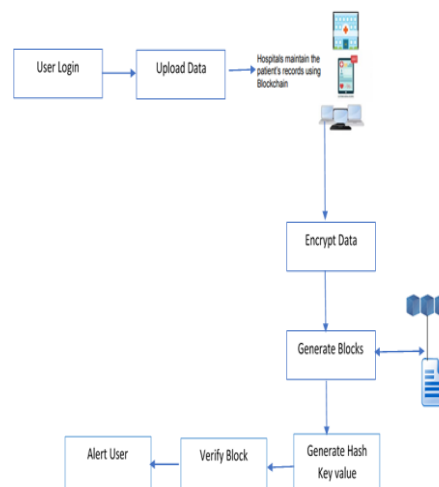 User Login
Upload Data
Hospitals maintain the
patient's records using
Blockchain
Encrypt Data
Generate Blocks
Generate Hash
Key value
Verify Block
Alert User